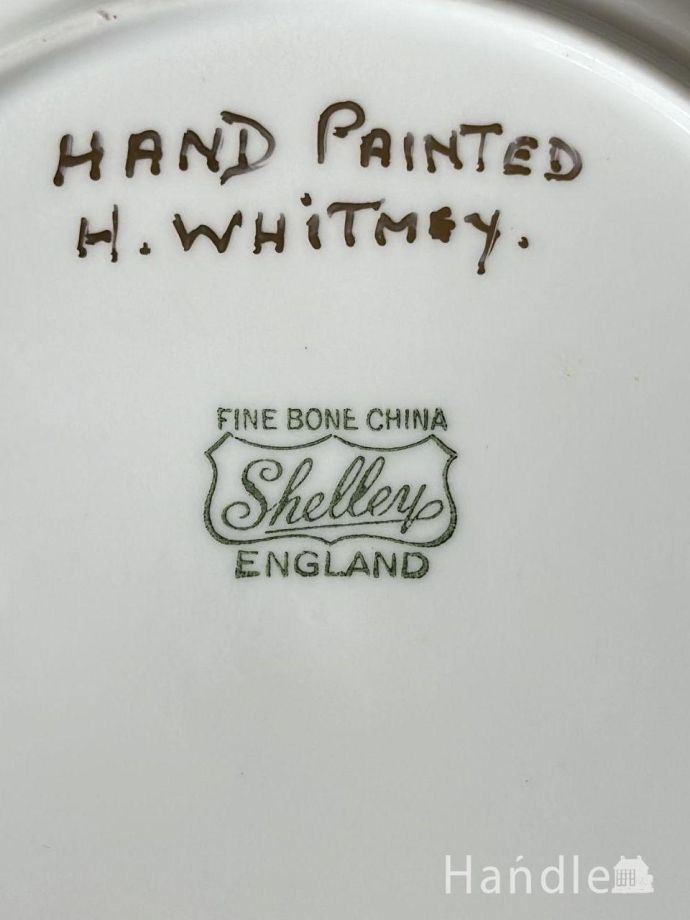 HAND PAINTED
H. WHiTMEY.
FINE BONE CHINA
Shelley
ENGLAND
Handle